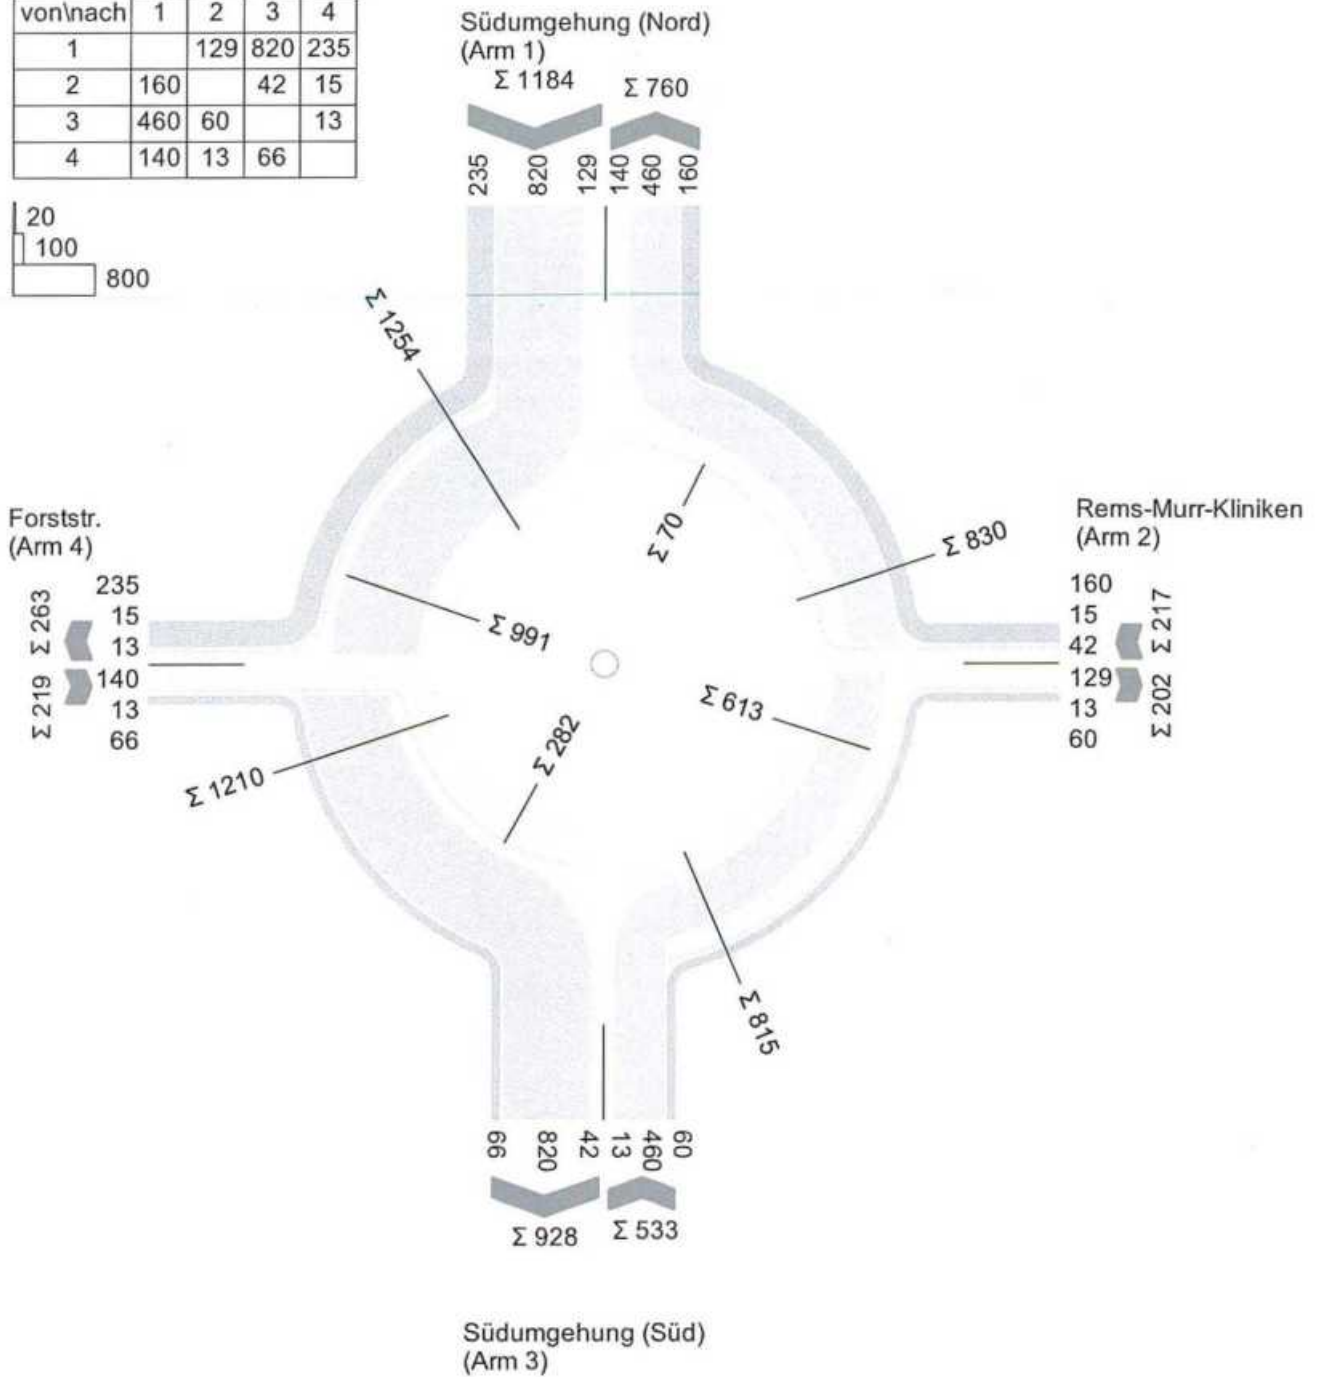 von\nach 1 2 3 4
1 129 820 235
2 160 42 15
3 460 60 13
4 140 13 66
20
100
800
Südumgehung (Nord)
(Arm 1)
Σ 1184 Σ 760
235 820 129 140 460 160
Σ 1254
Σ 70
Σ 830
Σ 991
Σ 613
Σ 282
Σ 1210
Σ 815
Forststr.
(Arm 4)
Σ 263
Σ 219
235
15
13
140
13
66
Rems-Murr-Kliniken
(Arm 2)
160
15
42
129
13
60
Σ 217
Σ 202
66 820 42 13 460 60
Σ 928 Σ 533
Südumgehung (Süd)
(Arm 3)